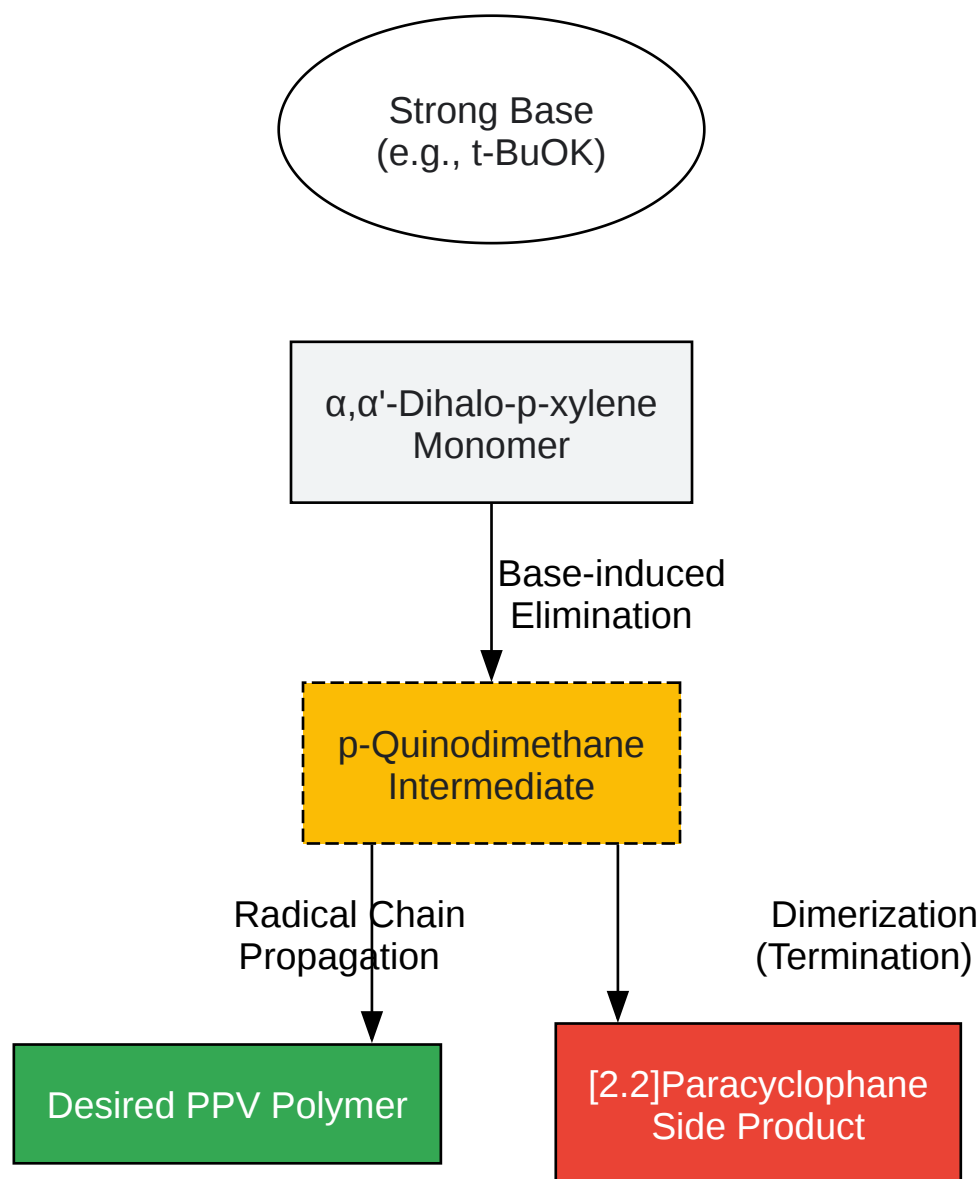 Strong Base
(e.g., t-BuOK)
α,α'-Dihalo-p-xylene
Monomer
Base-induced
Elimination
p-Quinodimethane
Intermediate
Radical Chain
Propagation
Dimerization
(Termination)
Desired PPV Polymer
[2.2]Paracyclophane
Side Product